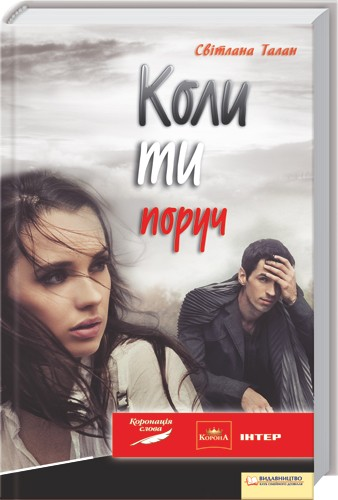 Світлана Талан
Коли
ти
поруч
Коронація
слова
КОРОНА
ІНТЕР
ВИДАВНИЦТВО